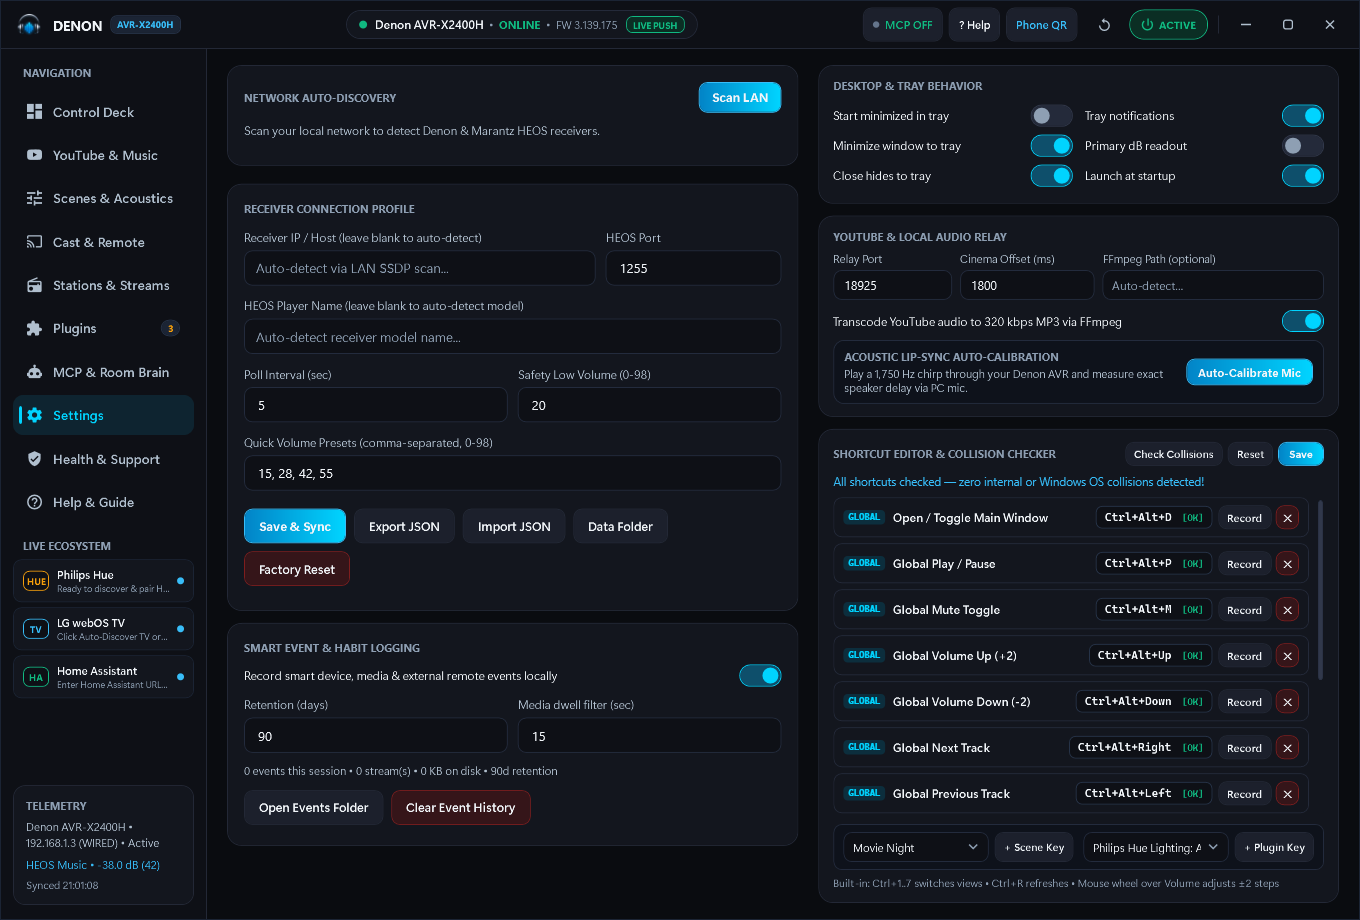 DENON AVR-X2400H
Denon AVR-X2400H • ONLINE • FW 3.139.175 LIVE PUSH
MCP OFF
? Help
Phone QR
ACTIVE
NAVIGATION
Control Deck
YouTube & Music
Scenes & Acoustics
Cast & Remote
Stations & Streams
Plugins 3
MCP & Room Brain
Settings
Health & Support
Help & Guide
LIVE ECOSYSTEM
HUE
Philips Hue
Ready to discover & pair H...
TV
LG webOS TV
Click Auto-Discover TV or...
HA
Home Assistant
Enter Home Assistant URL...
TELEMETRY
Denon AVR-X2400H •
192.168.1.3 (WIRED) • Active
HEOS Music • -38.0 dB (42)
Synced 21:01:08
NETWORK AUTO-DISCOVERY
Scan LAN
Scan your local network to detect Denon & Marantz HEOS receivers.
RECEIVER CONNECTION PROFILE
Receiver IP / Host (leave blank to auto-detect) HEOS Port
Auto-detect via LAN SSDP scan... 1255
HEOS Player Name (leave blank to auto-detect model)
Auto-detect receiver model name...
Poll Interval (sec) Safety Low Volume (0-98)
5 20
Quick Volume Presets (comma-separated, 0-98)
15, 28, 42, 55
Save & Sync Export JSON Import JSON Data Folder
Factory Reset
SMART EVENT & HABIT LOGGING
Record smart device, media & external remote events locally
Retention (days) Media dwell filter (sec)
90 15
0 events this session • 0 stream(s) • 0 KB on disk • 90d retention
Open Events Folder Clear Event History
DESKTOP & TRAY BEHAVIOR
Start minimized in tray Tray notifications
Minimize window to tray Primary dB readout
Close hides to tray Launch at startup
YOUTUBE & LOCAL AUDIO RELAY
Relay Port Cinema Offset (ms) FFmpeg Path (optional)
18925 1800 Auto-detect...
Transcode YouTube audio to 320 kbps MP3 via FFmpeg
ACOUSTIC LIP-SYNC AUTO-CALIBRATION
Play a 1,750 Hz chirp through your Denon AVR and measure exact
speaker delay via PC mic.
Auto-Calibrate Mic
SHORTCUT EDITOR & COLLISION CHECKER
Check Collisions Reset Save
All shortcuts checked — zero internal or Windows OS collisions detected!
GLOBAL Open / Toggle Main Window Ctrl+Alt+D [OK] Record ×
GLOBAL Global Play / Pause Ctrl+Alt+P [OK] Record ×
GLOBAL Global Mute Toggle Ctrl+Alt+M [OK] Record ×
GLOBAL Global Volume Up (+2) Ctrl+Alt+Up [OK] Record ×
GLOBAL Global Volume Down (-2) Ctrl+Alt+Down [OK] Record ×
GLOBAL Global Next Track Ctrl+Alt+Right [OK] Record ×
GLOBAL Global Previous Track Ctrl+Alt+Left [OK] Record ×
Movie Night + Scene Key Philips Hue Lighting: A + Plugin Key
Built-in: Ctrl+1..7 switches views • Ctrl+R refreshes • Mouse wheel over Volume adjusts ±2 steps